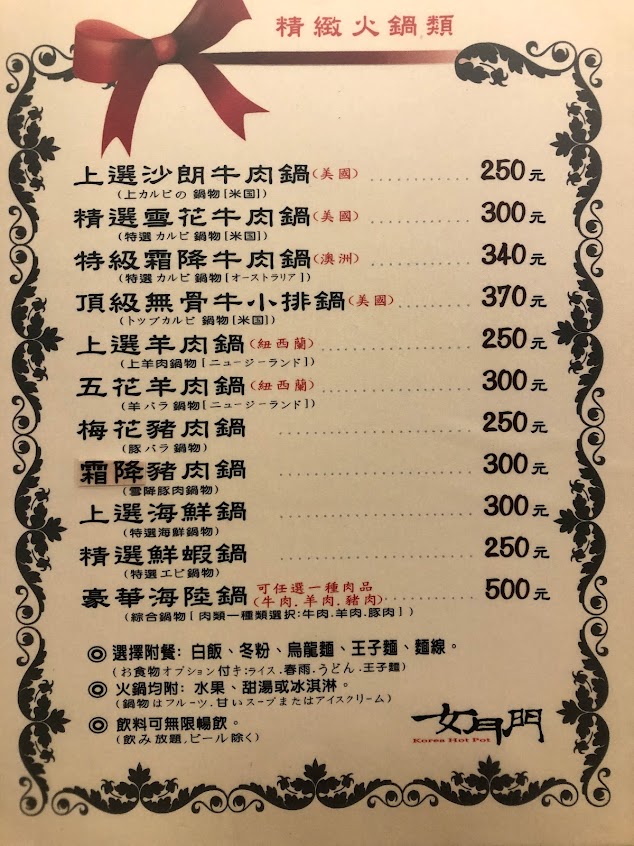 精緻火鍋類
上選沙朗牛肉鍋(美國)..........250元
(上カルビの 鍋物[米国])
精選雪花牛肉鍋(美國)..........300元
(特選カルビ 鍋物[米国])
特級霜降牛肉鍋(澳洲)..........340元
(特選カルビ 鍋物[オーストラリア])
頂級無骨牛小排鍋(美國)..........370元
(トップカルビ 鍋物[米国])
上選羊肉鍋(紐西蘭)..........250元
(上羊肉鍋物[ニュージーランド])
五花羊肉鍋(紐西蘭)..........300元
(羊バラ 鍋物[ニュージーランド])
梅花豬肉鍋..........250元
(豚バラ 鍋物)
霜降豬肉鍋..........300元
(雪降豚肉鍋物)
上選海鮮鍋..........300元
(特選海鮮鍋物)
精選鮮蝦鍋..........250元
(特選エビ鍋物)
豪華海陸鍋 可任選一種肉品(牛肉.羊肉.豬肉)..........500元
(綜合鍋物[肉類一種類選択:牛肉.羊肉.豚肉])
◎ 選擇附餐: 白飯、冬粉、烏龍麵、王子麵、麵線。
(お食物オプション付き:ライス.春雨.うどん.王子麵)
◎ 火鍋均附: 水果、甜湯或冰淇淋。
(鍋物はフルーツ.甘いスープまたはアイスクリーム)
◎ 飲料可無限暢飲。
(飲み放題.ビール除く)
女月門
Korea Hot Pot